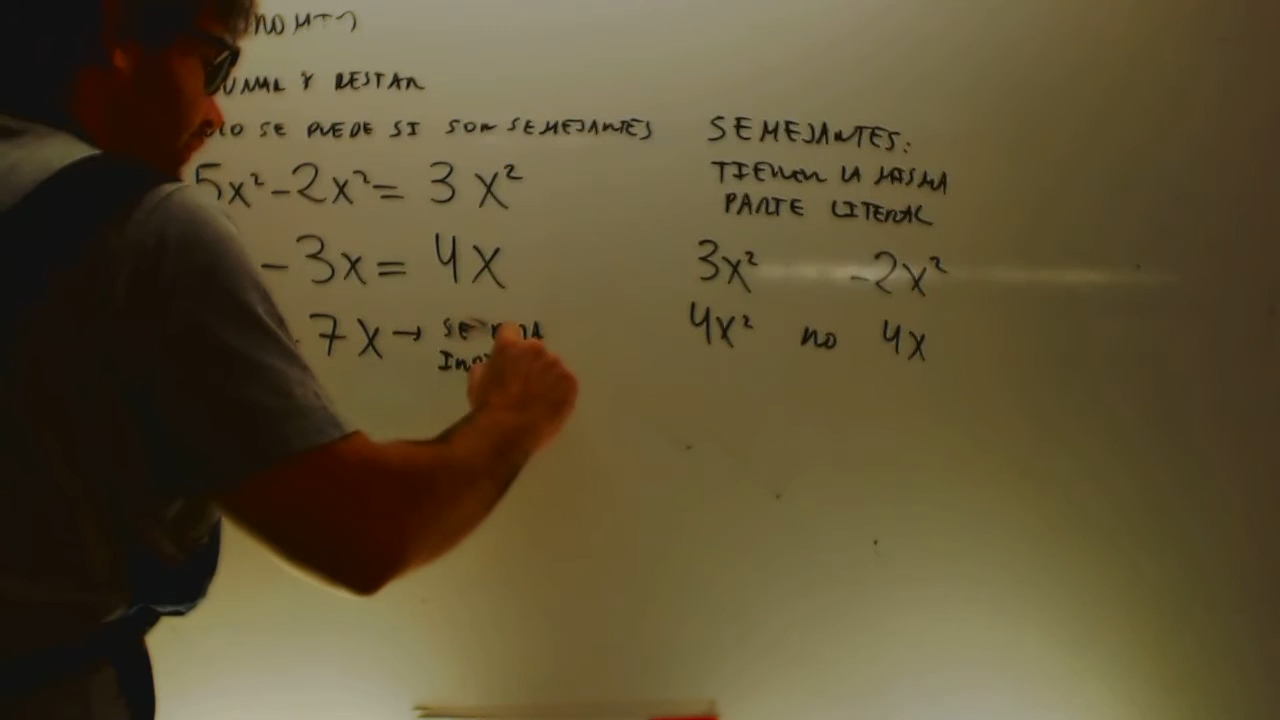 Y RESTAR
SE PUEDE SI SON SEMEJANTES
5x²-2x²= 3x²
- 3x= 4x
7x→ SE
SEMEJANTES:
TIENEN LA MISMA
PARTE LITERAL
3x² -2x²
4x² no 4x